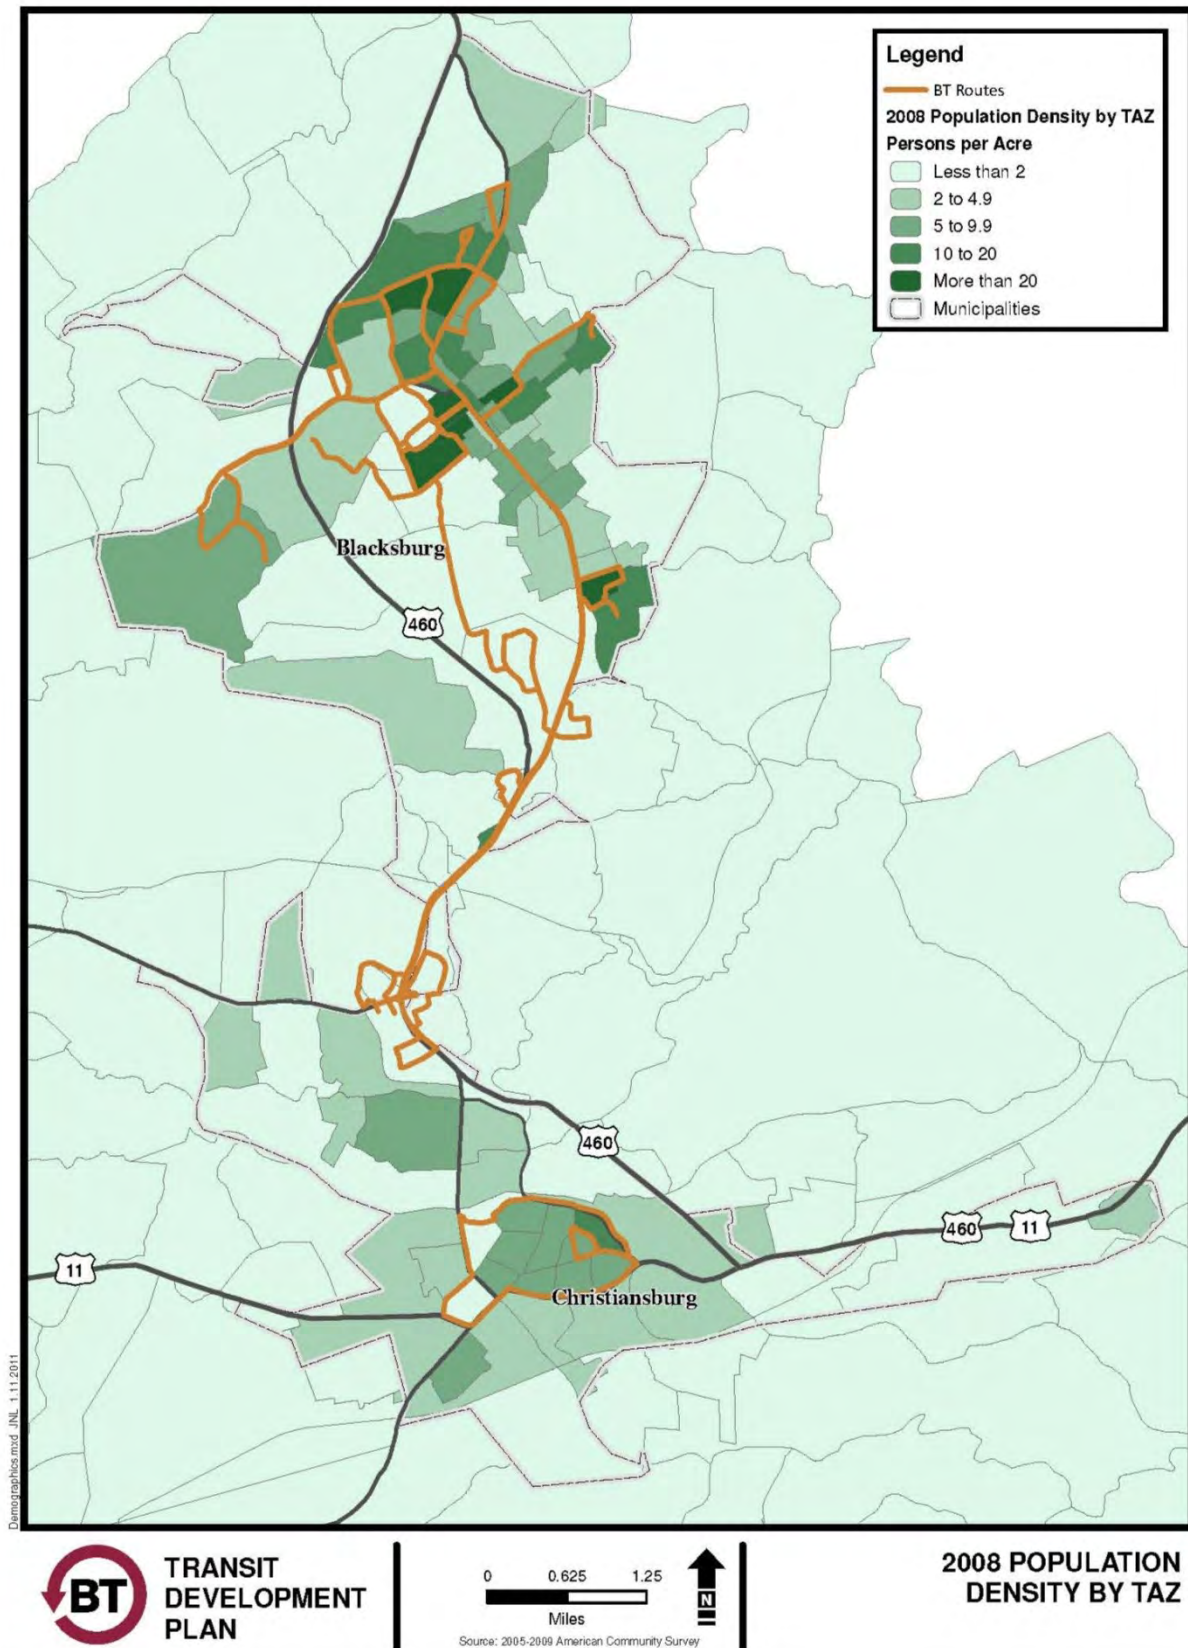 Legend
BT Routes
2008 Population Density by TAZ
Persons per Acre
Less than 2
2 to 4.9
5 to 9.9
10 to 20
More than 20
Municipalities
Blacksburg
460
460
460
11
11
Christiansburg
Demographics.mxd JNL 1.11.2011
BT
TRANSIT
DEVELOPMENT
PLAN
0 0.625 1.25
Miles
N
Source: 2005-2009 American Community Survey
2008 POPULATION
DENSITY BY TAZ